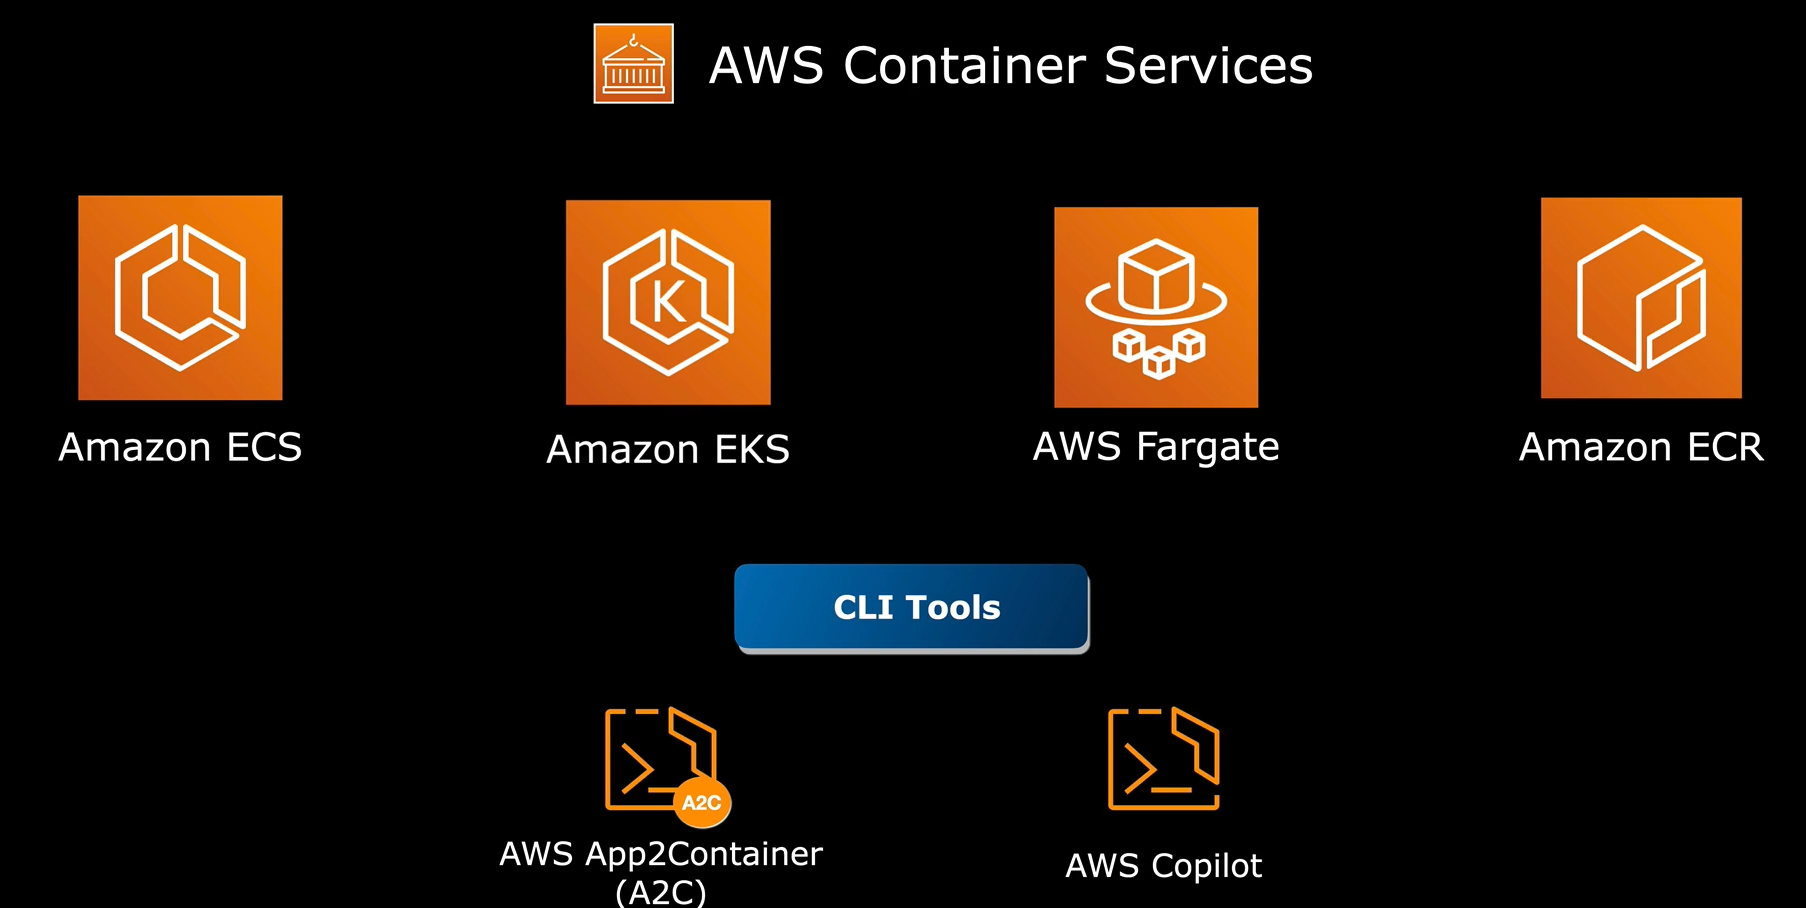 AWS Container Services
K
Amazon ECS
Amazon EKS
AWS Fargate
Amazon ECR
CLI Tools
A2C
AWS App2Container
(A2C)
AWS Copilot